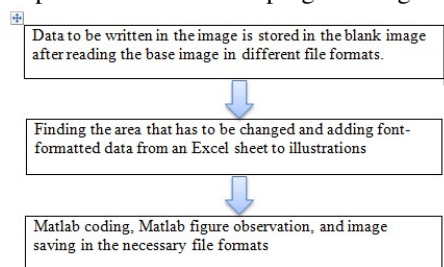 Data to be written in the image is stored in the blank image
after reading the base image in different file formats.
Finding the area that has to be changed and adding font-
formatted data from an Excel sheet to illustrations
Matlab coding, Matlab figure observation, and image
saving in the necessary file formats